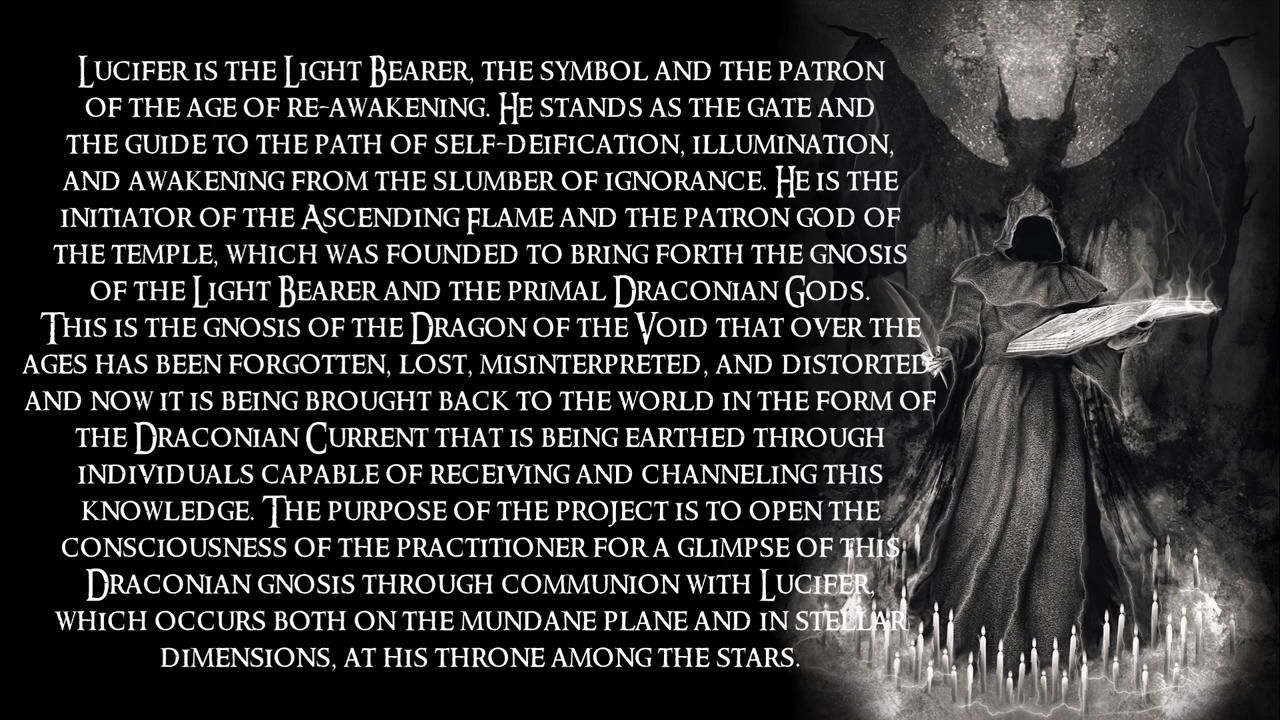 Lucifer is the Light Bearer, the symbol and the patron
of the age of re-awakening. He stands as the gate and
the guide to the path of self-deification, illumination,
and awakening from the slumber of ignorance. He is the
initiator of the Ascending Flame and the patron god of
the temple, which was founded to bring forth the gnosis
of the Light Bearer and the primal Draconian Gods.
This is the gnosis of the Dragon of the Void that over the
ages has been forgotten, lost, misinterpreted, and distorted,
and now it is being brought back to the world in the form of
the Draconian Current that is being earthed through
individuals capable of receiving and channeling this
knowledge. The purpose of the project is to open the
consciousness of the practitioner for a glimpse of this
Draconian gnosis through communion with Lucifer,
which occurs both on the mundane plane and in stellar
dimensions, at his throne among the stars.